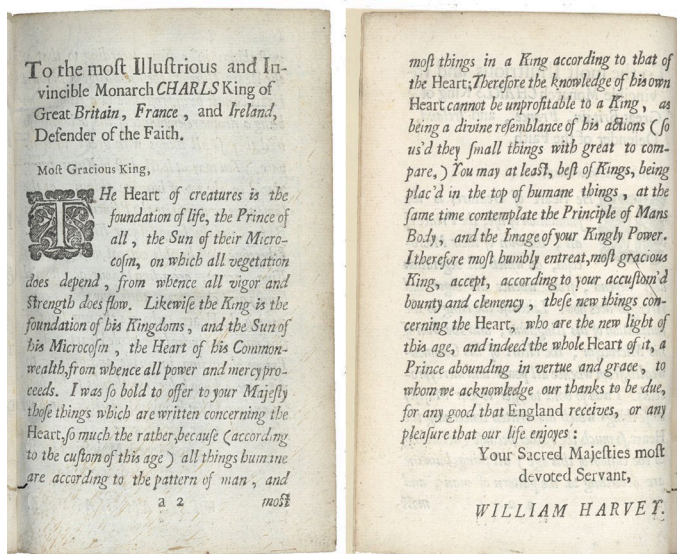 To the moſt Illuſtrious and In-
vincible Monarch CHARLS King of
Great Britain, France, and Ireland,
Defender of the Faith.
Moſt Gracious King,
THe Heart of creatures is the
foundation of life, the Prince of
all, the Sun of their Micro-
coſm, on which all vegetation
does depend, from whence all vigor and
ſtrength does flow. Likewiſe the King is the
foundation of his Kingdoms, and the Sun of
his Microcoſm, the Heart of his Common-
wealth, from whence all power and mercy pro-
ceeds. I was ſo bold to offer to your Majeſty
thoſe things which are written concerning the
Heart, ſo much the rather, becauſe (according
to the cuſtom of this age) all things humane
are according to the pattern of man, and
a 2 moſt
moſt things in a King according to that of
the Heart; Therefore the knowledge of his own
Heart cannot be unprofitable to a King, as
being a divine reſemblance of his actions (ſo
us'd they ſmall things with great to com-
pare,) You may at leaſt, beſt of Kings, being
plac'd in the top of humane things, at the
ſame time contemplate the Principle of Mans
Body, and the Image of your Kingly Power.
I therefore moſt humbly entreat, moſt gracious
King, accept, according to your accuſtom'd
bounty and clemency, theſe new things con-
cerning the Heart, who are the new light of
this age, and indeed the whole Heart of it, a
Prince abounding in vertue and grace, to
whom we acknowledge our thanks to be due,
for any good that England receives, or any
pleaſure that our life enjoyes:
Your Sacred Majeſties moſt
devoted Servant,
WILLIAM HARVEY.